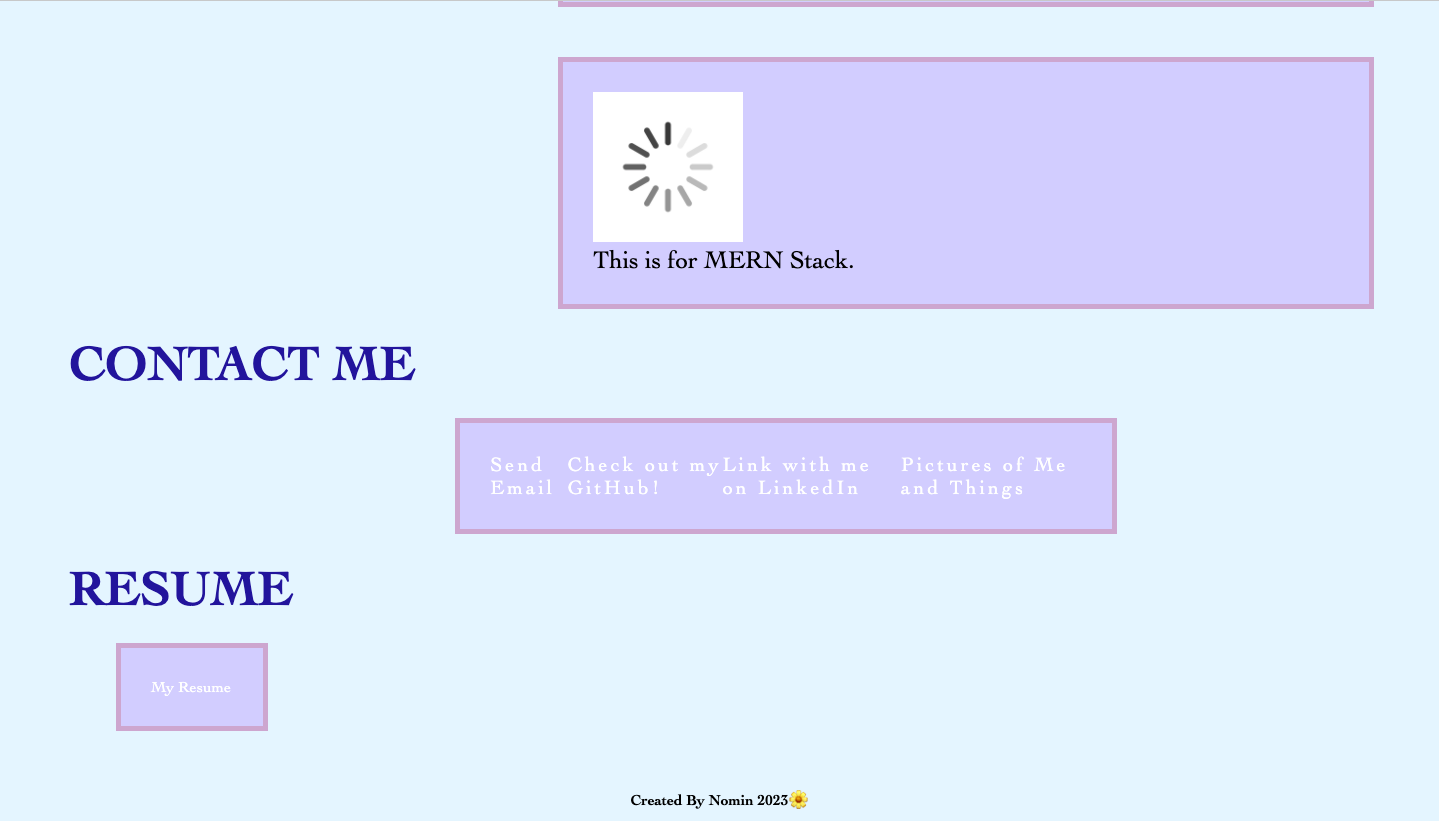 This is for MERN Stack.
CONTACT ME
Send Email
Check out my GitHub!
Link with me on LinkedIn
Pictures of Me and Things
RESUME
My Resume
Created By Nomin 2023🌼